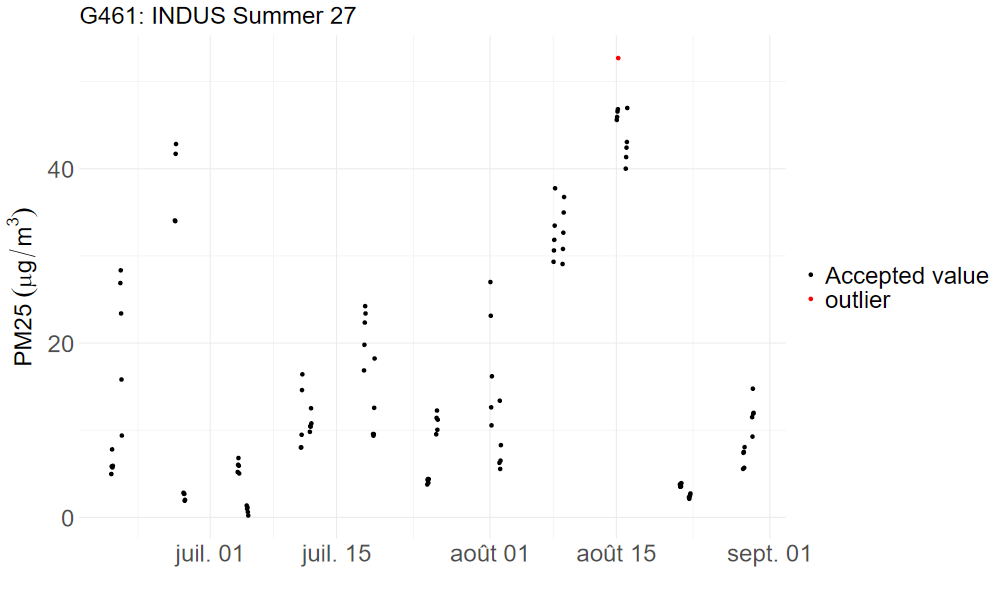 G461: INDUS Summer 27
PM25 (μg/m³)
40
20
0
juil. 01
juil. 15
août 01
août 15
sept. 01
Accepted value
outlier